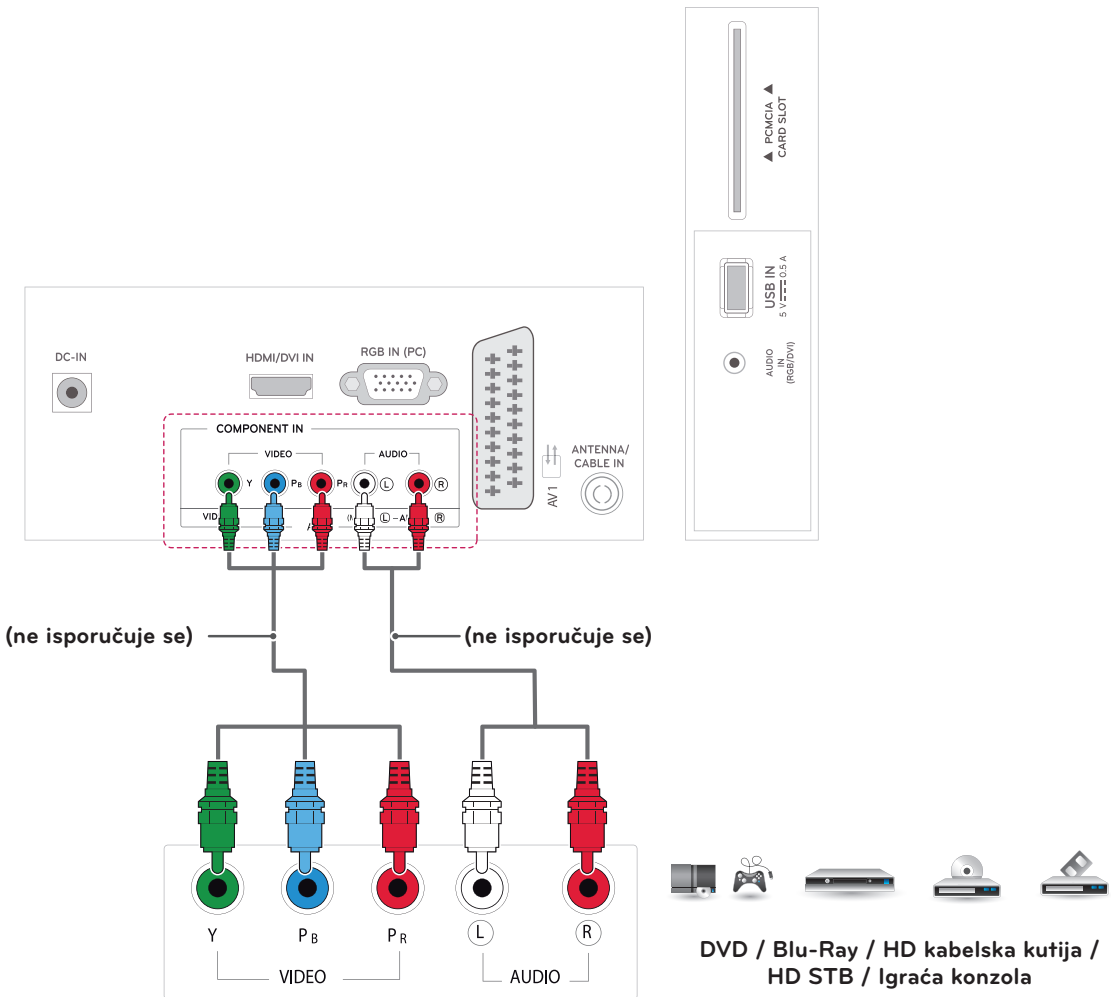 ▲ PCMCIA ▲
CARD SLOT
USB IN
5 V 0.5 A
AUDIO
IN
(RGB/DVI)
DC-IN
HDMI/DVI IN
RGB IN (PC)
AV1
ANTENNA/
CABLE IN
COMPONENT IN
VIDEO
AUDIO
Y
PB
PR
L
R
L
R
(ne isporučuje se)
(ne isporučuje se)
Y
PB
PR
L
R
VIDEO
AUDIO
DVD / Blu-Ray / HD kabelska kutija /
HD STB / Igraća konzola